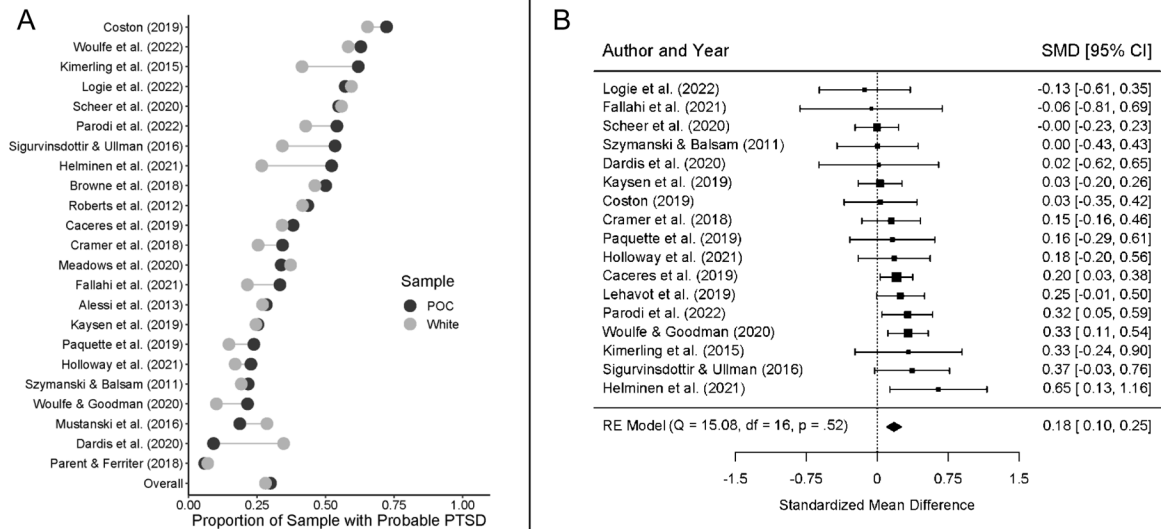 A
Coston (2019)
Woulfe et al. (2022)
Kimerling et al. (2015)
Logie et al. (2022)
Scheer et al. (2020)
Parodi et al. (2022)
Sigurvinsdottir & Ullman (2016)
Helminen et al. (2021)
Browne et al. (2018)
Roberts et al. (2012)
Caceres et al. (2019)
Cramer et al. (2018)
Meadows et al. (2020)
Fallahi et al. (2021)
Alessi et al. (2013)
Kaysen et al. (2019)
Paquette et al. (2019)
Holloway et al. (2021)
Szymanski & Balsam (2011)
Woulfe & Goodman (2020)
Mustanski et al. (2016)
Dardis et al. (2020)
Parent & Ferriter (2018)
Overall
0.00 0.25 0.50 0.75 1.00
Proportion of Sample with Probable PTSD
Sample
POC
White
B
Author and Year SMD [95% CI]
Logie et al. (2022) -0.13 [-0.61, 0.35]
Fallahi et al. (2021) -0.06 [-0.81, 0.69]
Scheer et al. (2020) -0.00 [-0.23, 0.23]
Szymanski & Balsam (2011) 0.00 [-0.43, 0.43]
Dardis et al. (2020) 0.02 [-0.62, 0.65]
Kaysen et al. (2019) 0.03 [-0.20, 0.26]
Coston (2019) 0.03 [-0.35, 0.42]
Cramer et al. (2018) 0.15 [-0.16, 0.46]
Paquette et al. (2019) 0.16 [-0.29, 0.61]
Holloway et al. (2021) 0.18 [-0.20, 0.56]
Caceres et al. (2019) 0.20 [ 0.03, 0.38]
Lehavot et al. (2019) 0.25 [-0.01, 0.50]
Parodi et al. (2022) 0.32 [ 0.05, 0.59]
Woulfe & Goodman (2020) 0.33 [ 0.11, 0.54]
Kimerling et al. (2015) 0.33 [-0.24, 0.90]
Sigurvinsdottir & Ullman (2016) 0.37 [-0.03, 0.76]
Helminen et al. (2021) 0.65 [ 0.13, 1.16]
RE Model (Q = 15.08, df = 16, p = .52) 0.18 [ 0.10, 0.25]
-1.5 -0.75 0 0.75 1.5
Standardized Mean Difference